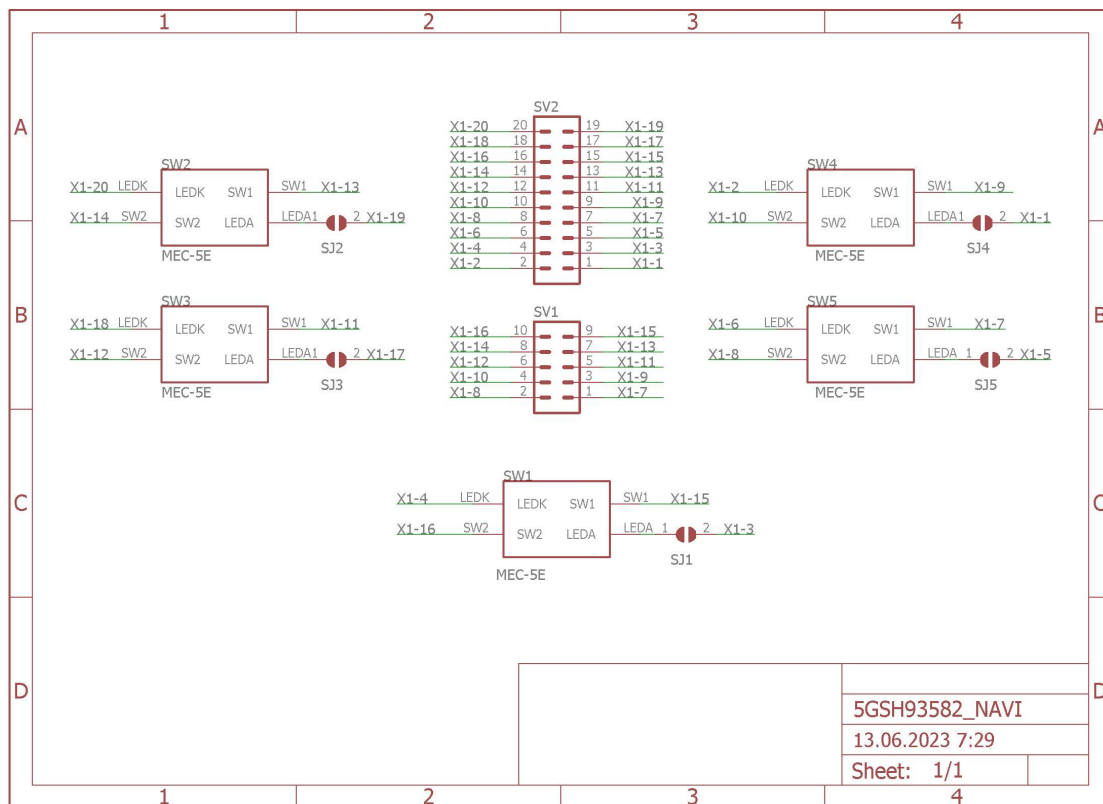 1 2 3 4
A A
SV2
X1-20 20 19 X1-19
X1-18 18 17 X1-17
X1-16 16 15 X1-15
X1-14 14 13 X1-13
X1-12 12 11 X1-11
X1-10 10 9 X1-9
X1-8 8 7 X1-7
X1-6 6 5 X1-5
X1-4 4 3 X1-3
X1-2 2 1 X1-1
SW2
X1-20 LEDK LEDK SW1 SW1 X1-13
X1-14 SW2 SW2 LEDA LEDA1 2 X1-19
MEC-5E SJ2
SW4
X1-2 LEDK LEDK SW1 SW1 X1-9
X1-10 SW2 SW2 LEDA LEDA1 2 X1-1
MEC-5E SJ4
B B
SW3
X1-18 LEDK LEDK SW1 SW1 X1-11
X1-12 SW2 SW2 LEDA LEDA1 2 X1-17
MEC-5E SJ3
SV1
X1-16 10 9 X1-15
X1-14 8 7 X1-13
X1-12 6 5 X1-11
X1-10 4 3 X1-9
X1-8 2 1 X1-7
SW5
X1-6 LEDK LEDK SW1 SW1 X1-7
X1-8 SW2 SW2 LEDA LEDA 1 2 X1-5
MEC-5E SJ5
C C
SW1
X1-4 LEDK LEDK SW1 SW1 X1-15
X1-16 SW2 SW2 LEDA LEDA 1 2 X1-3
MEC-5E SJ1
D D
5GSH93582_NAVI
13.06.2023 7:29
Sheet: 1/1
1 2 3 4